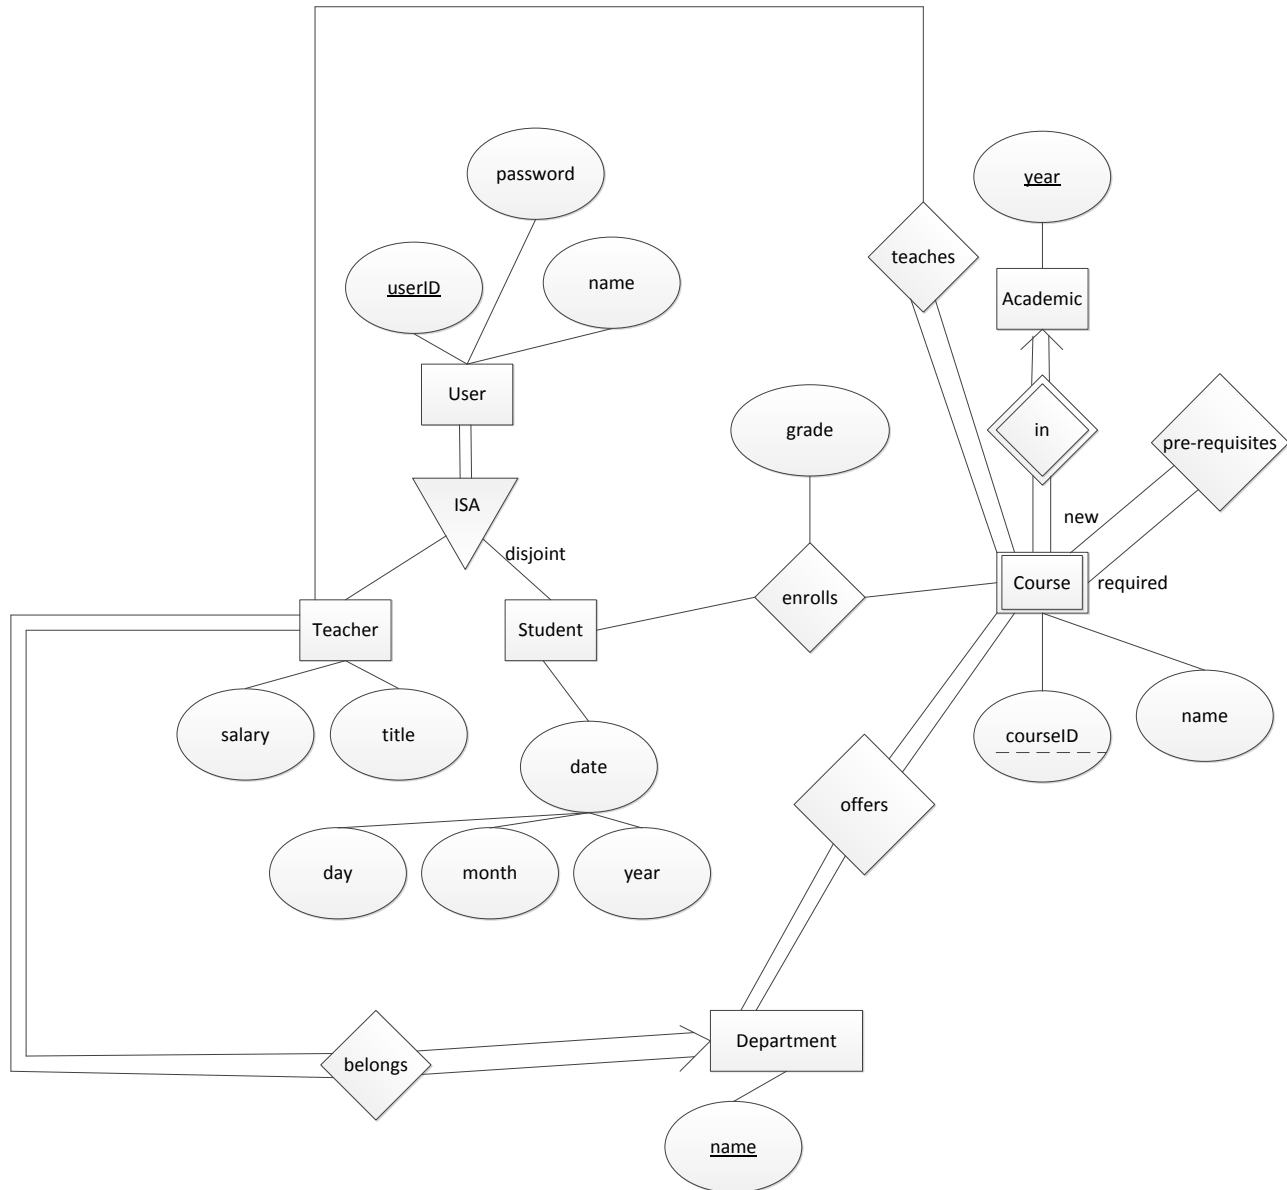 password
year
userID
name
teaches
Academic
User
grade
in
pre-requisites
ISA
new
disjoint
Course
required
enrolls
Teacher
Student
salary
title
date
courseID
name
offers
day
month
year
Department
belongs
name